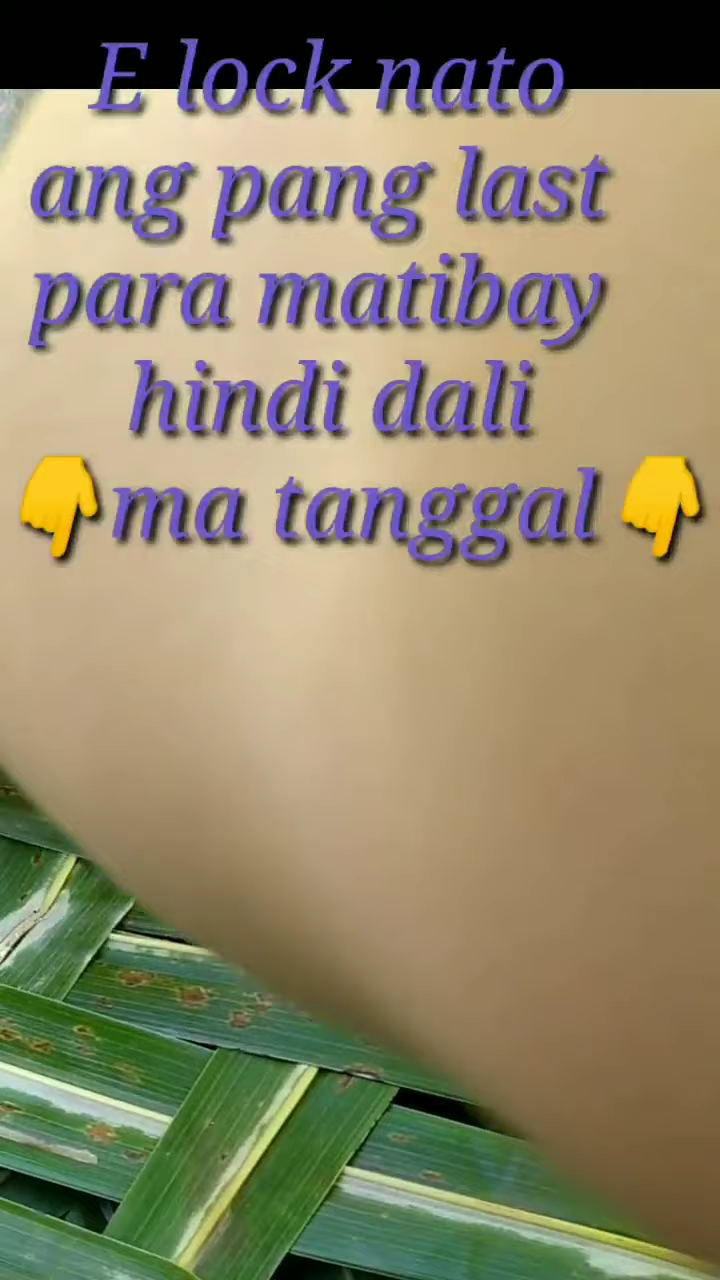 E lock nato
ang pang last
para matibay
hindi dali
👇ma tanggal👇